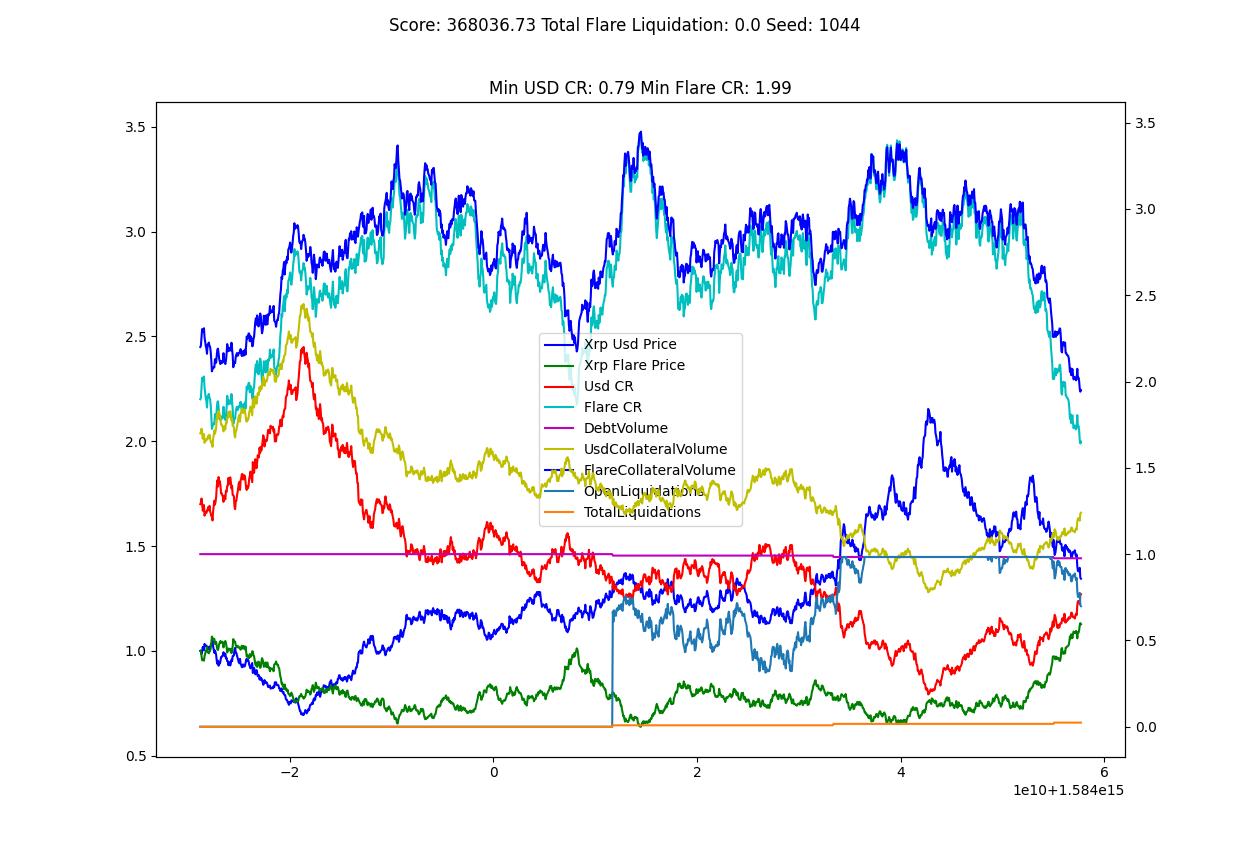 Score: 368036.73 Total Flare Liquidation: 0.0 Seed: 1044
Min USD CR: 0.79 Min Flare CR: 1.99
3.5
3.0
2.5
2.0
1.5
1.0
0.5
3.5
3.0
2.5
2.0
1.5
1.0
0.5
0.0
Xrp Usd Price
Xrp Flare Price
Usd CR
Flare CR
DebtVolume
UsdCollateralVolume
FlareCollateralVolume
OpenLiquidations
TotalLiquidations
−2 0 2 4 6
1e10+1.584e15